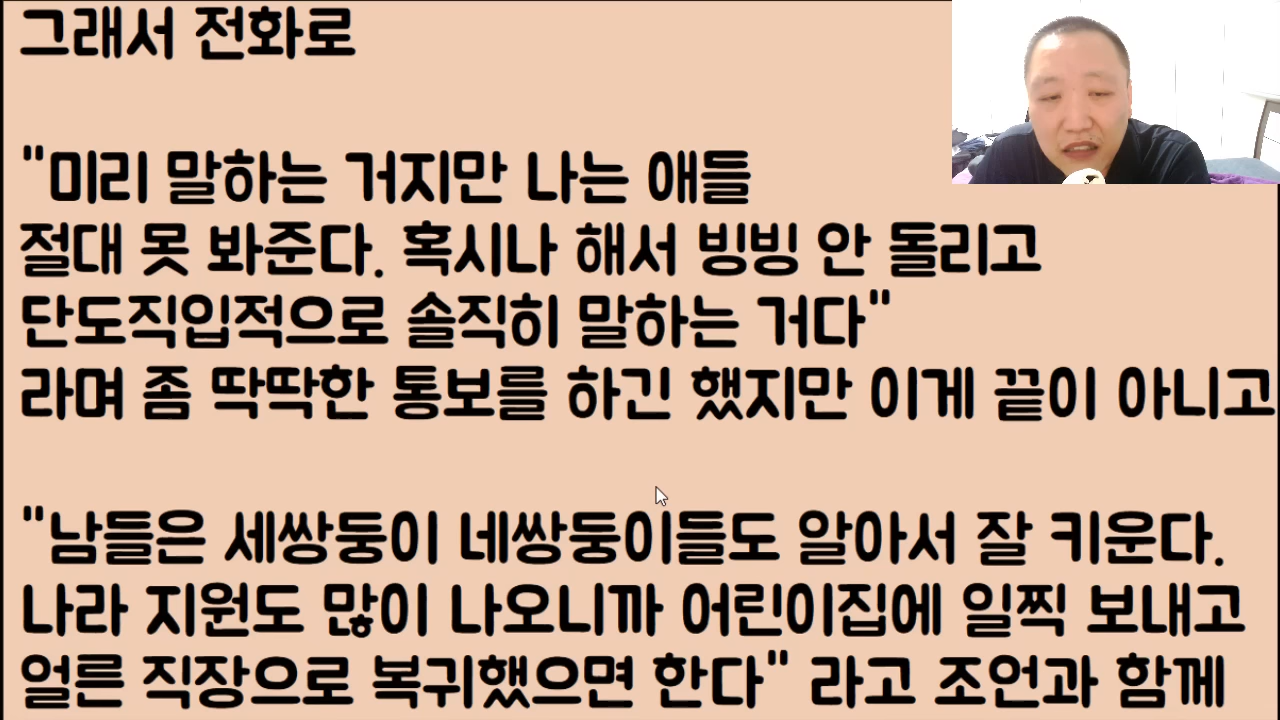 그래서 전화로
"미리 말하는 거지만 나는 애들
절대 못 봐준다. 혹시나 해서 빙빙 안 돌리고
단도직입적으로 솔직히 말하는 거다"
라며 좀 딱딱한 통보를 하긴 했지만 이게 끝이 아니고
"남들은 세쌍둥이 네쌍둥이들도 알아서 잘 키운다.
나라 지원도 많이 나오니까 어린이집에 일찍 보내고
얼른 직장으로 복귀했으면 한다" 라고 조언과 함께